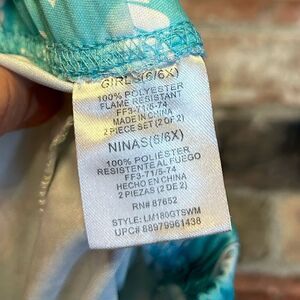 GIRLS(6/6X)
100% POLYESTER
FLAME RESISTANT
FF3-71/5-74
MADE IN CHINA
2 PIECE SET (2 OF 2)
NINAS(6/6X)
100% POLIÉSTER
RESISTENTE AL FUEGO
FF3-71/5-74
HECHO EN CHINA
2 PIEZAS (2 DE 2)
RN# 87652
STYLE: LM180GTSWM
UPC# 88979961438